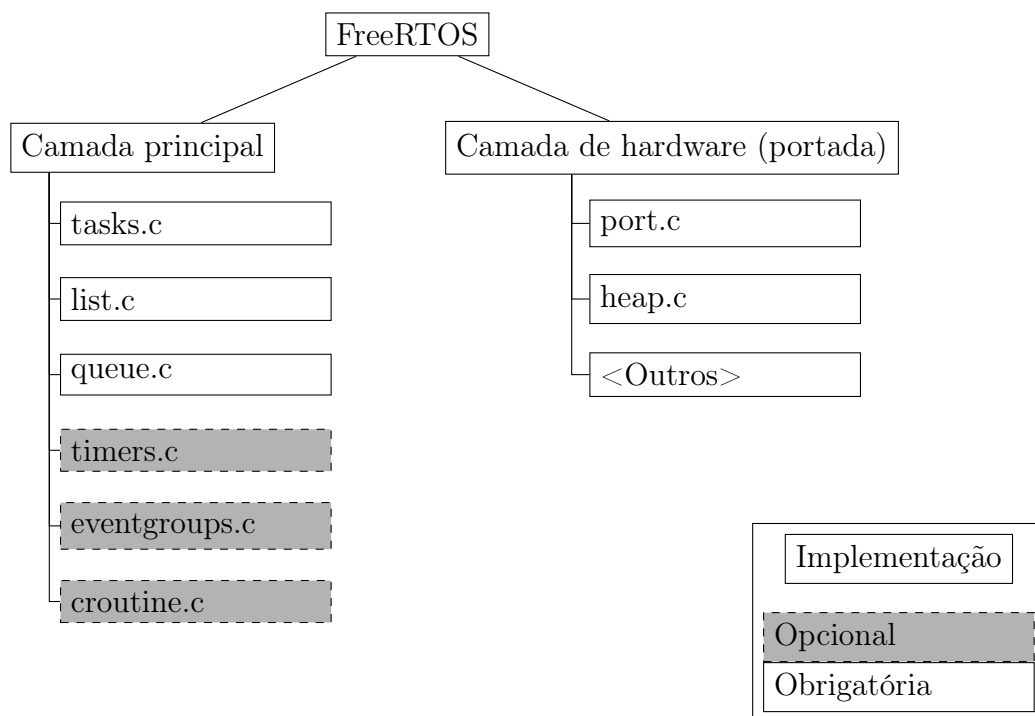 FreeRTOS
Camada principal
Camada de hardware (portada)
tasks.c
port.c
list.c
heap.c
queue.c
<Outros>
timers.c
eventgroups.c
croutine.c
Implementação
Opcional
Obrigatória